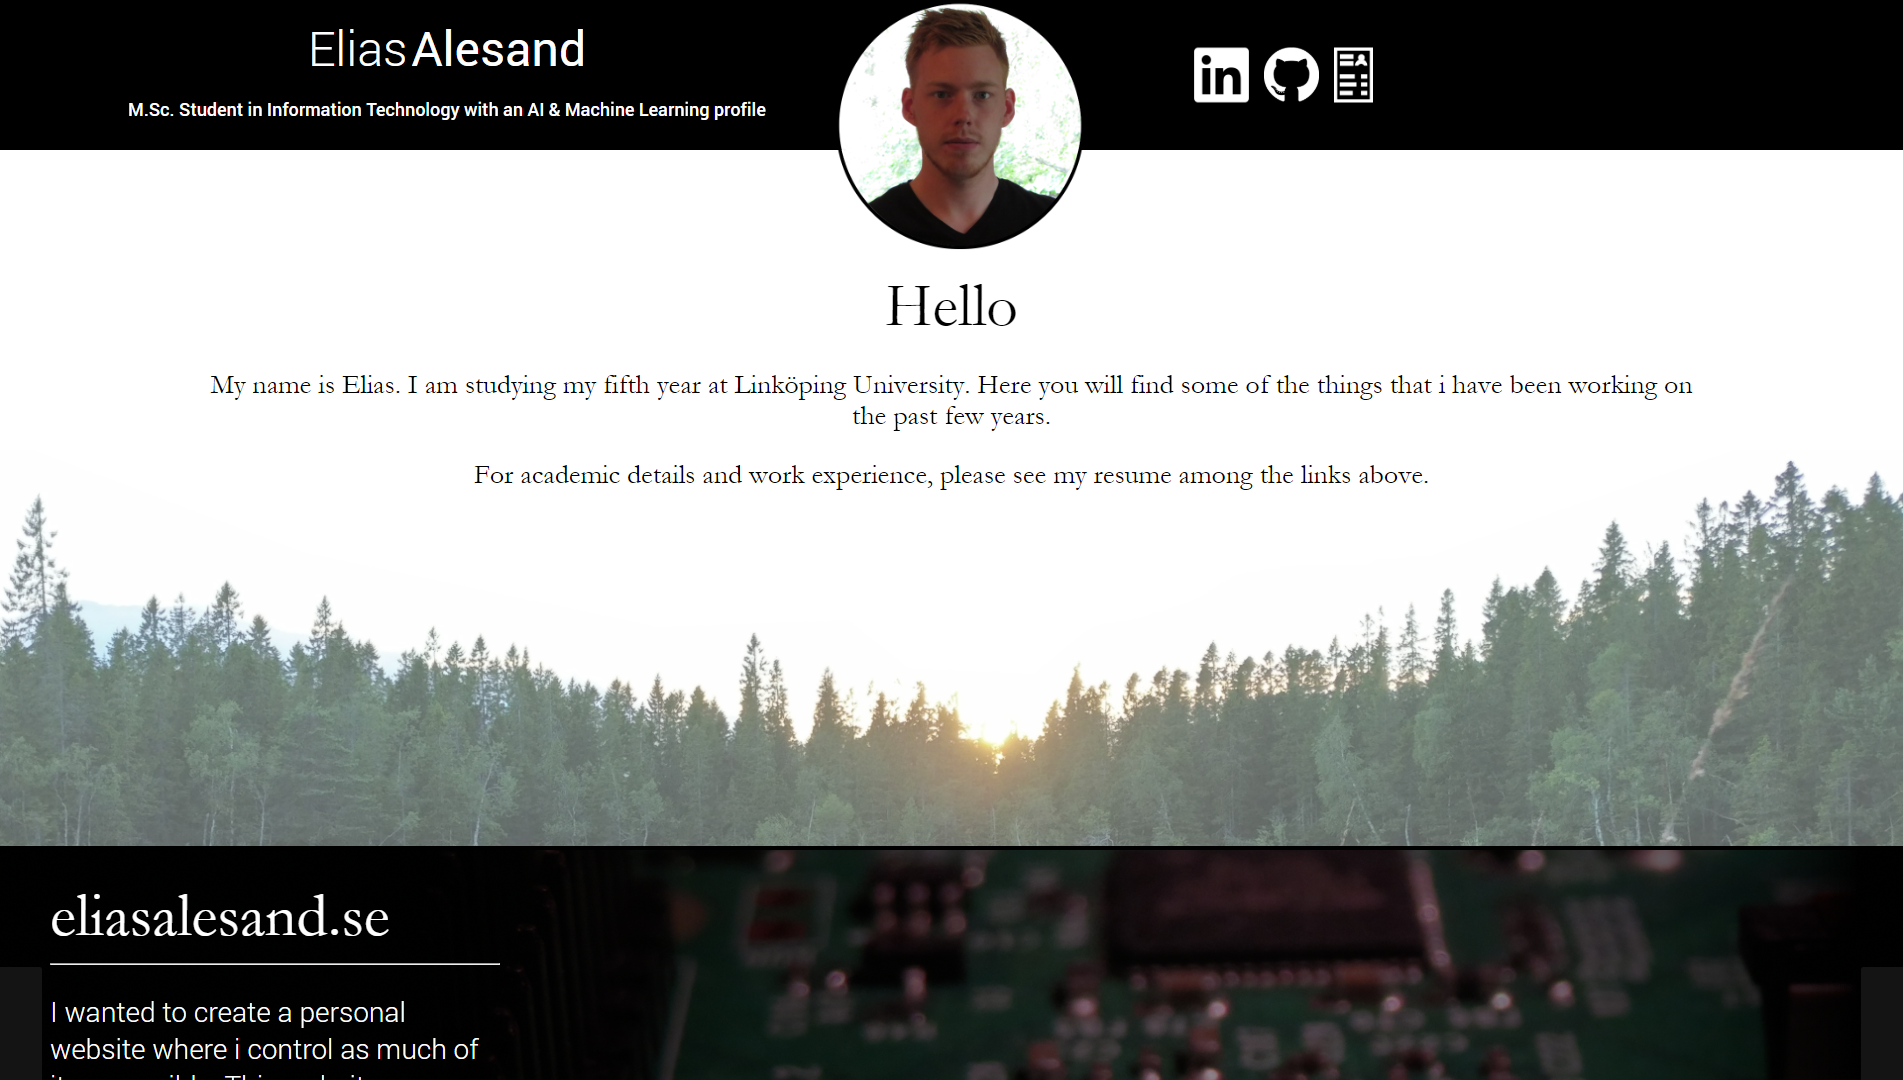 Elias Alesand
M.Sc. Student in Information Technology with an AI & Machine Learning profile
in
Hello
My name is Elias. I am studying my fifth year at Linköping University. Here you will find some of the things that i have been working on
the past few years.
For academic details and work experience, please see my resume among the links above.
eliasalesand.se
I wanted to create a personal
website where i control as much of